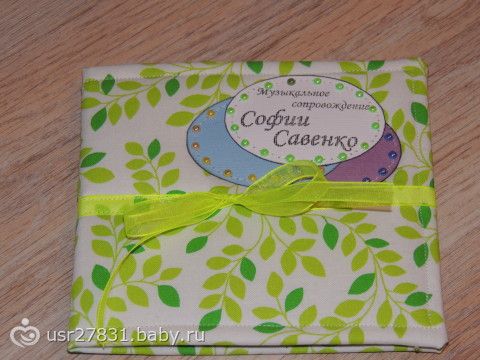 Музыкальное
сопровождение
Софии
Савенко
usr27831.baby.ru